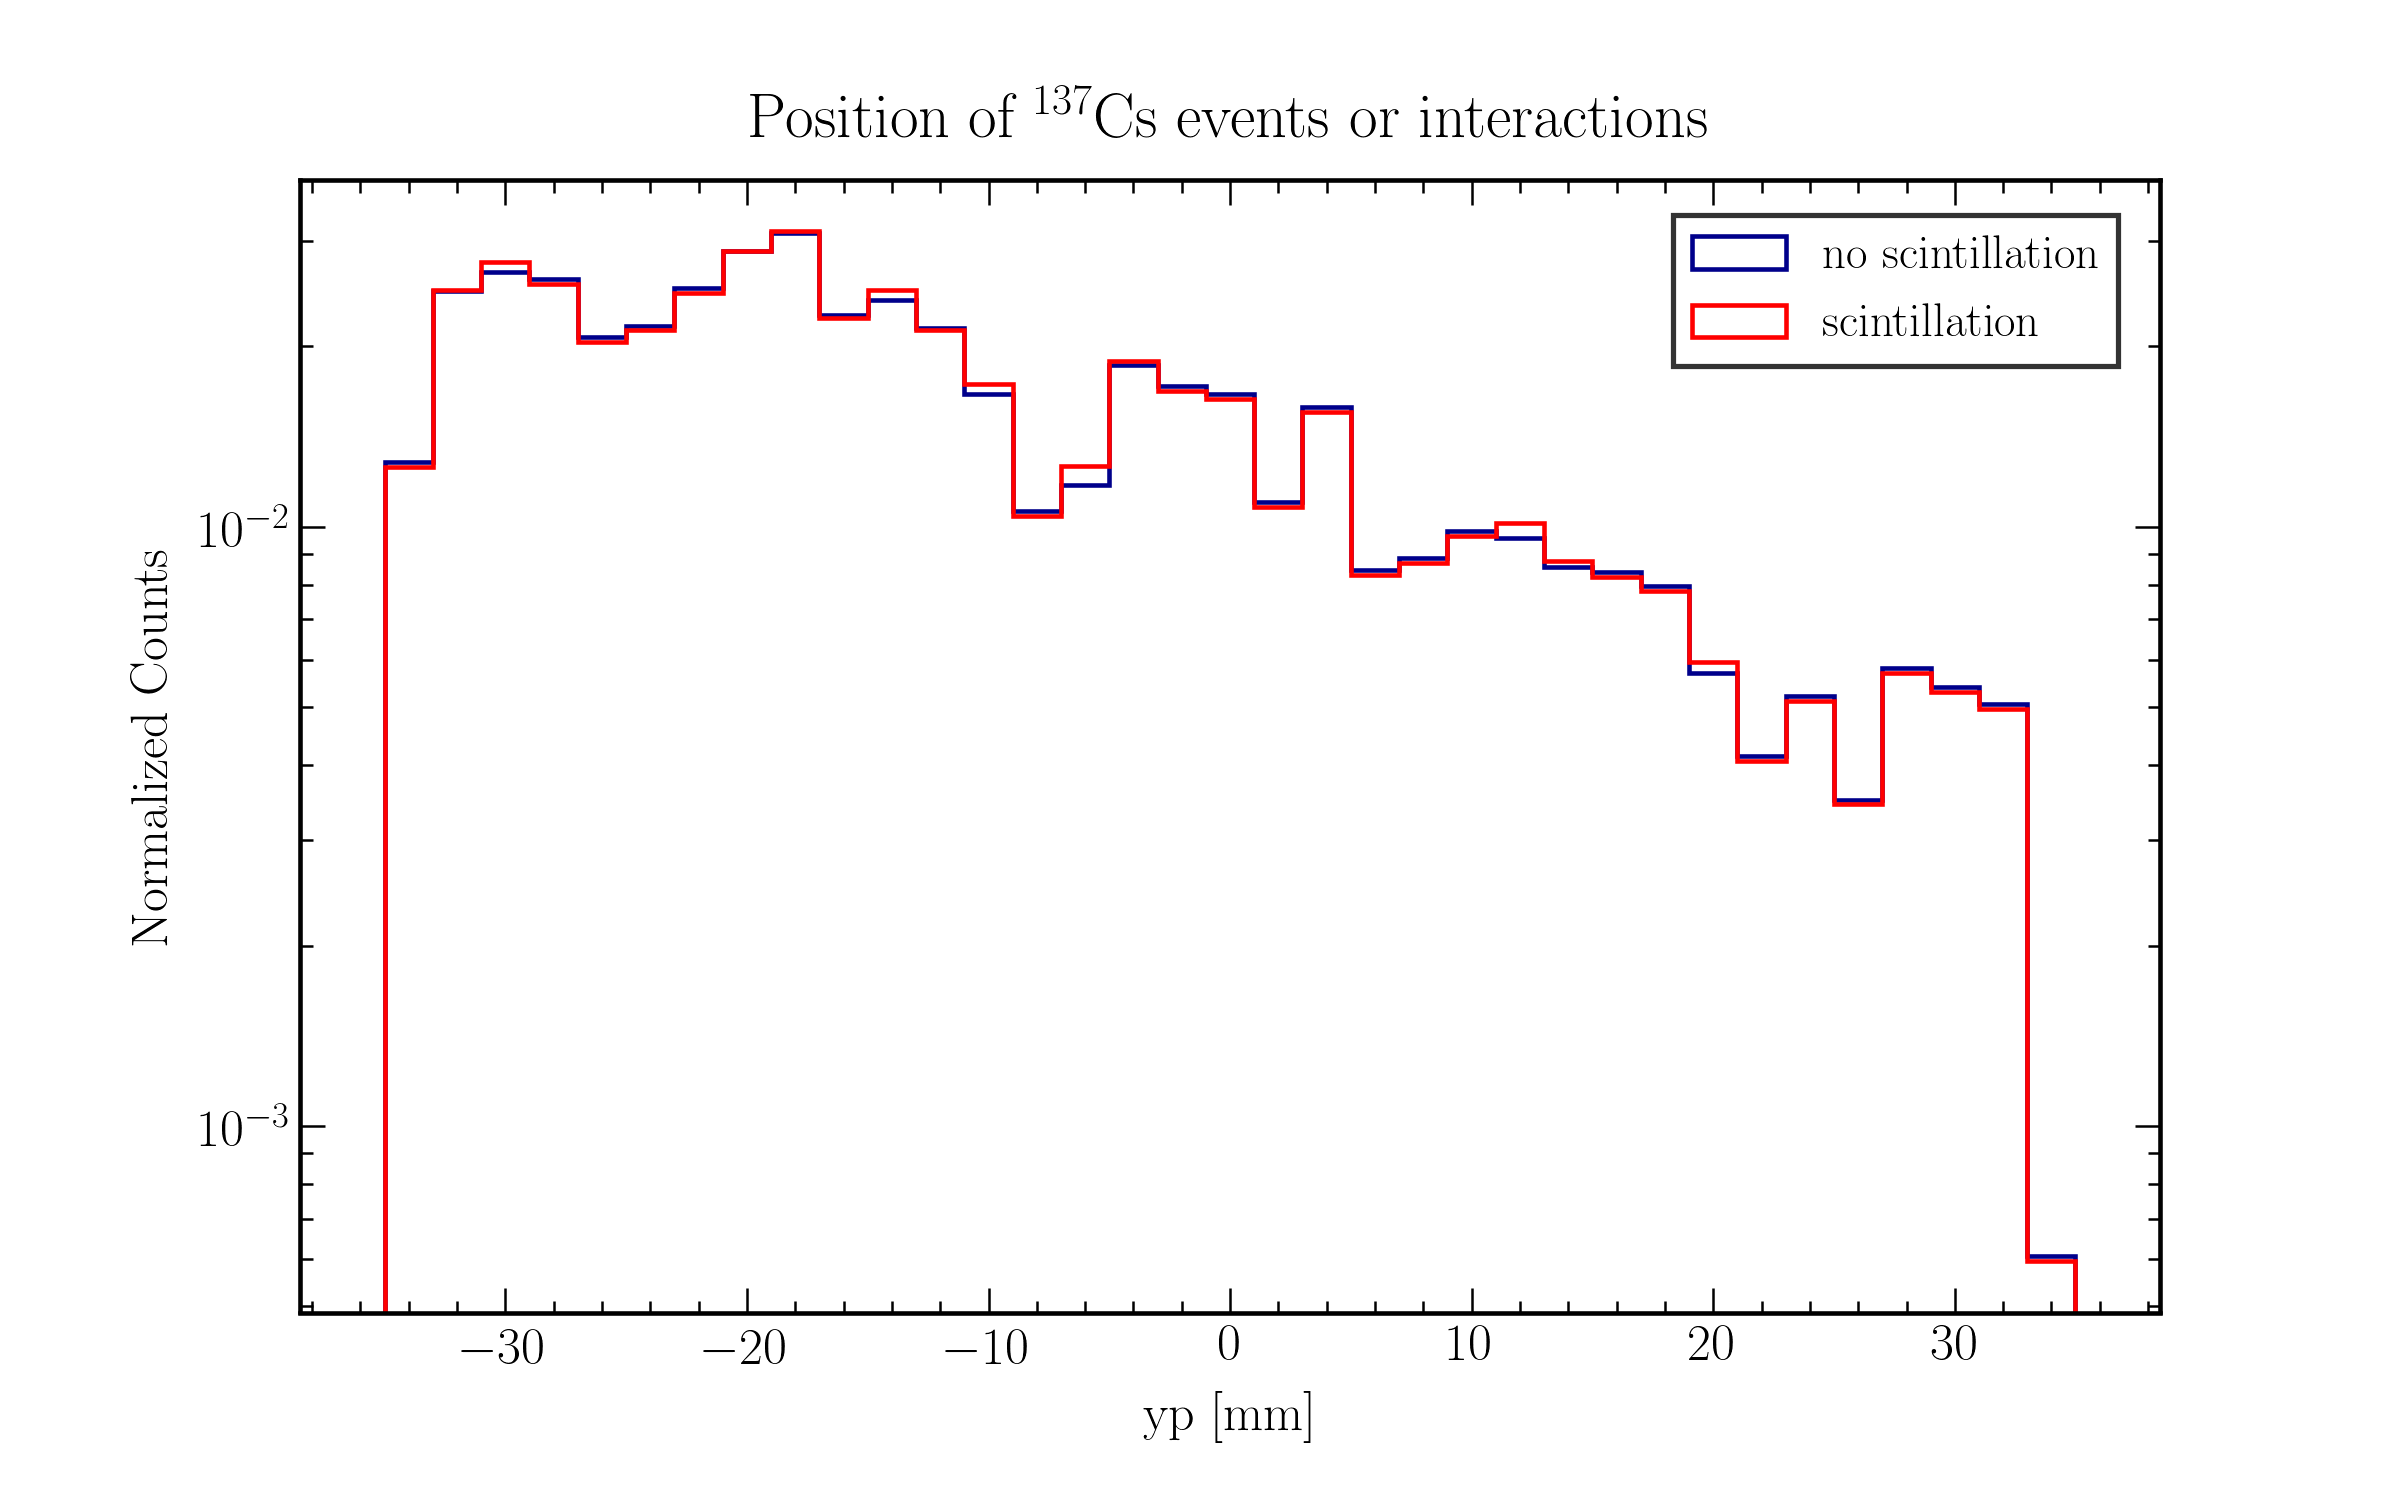 Position of ¹³⁷Cs events or interactions
no scintillation
scintillation
Normalized Counts
10⁻²
10⁻³
−30 −20 −10 0 10 20 30
yp [mm]